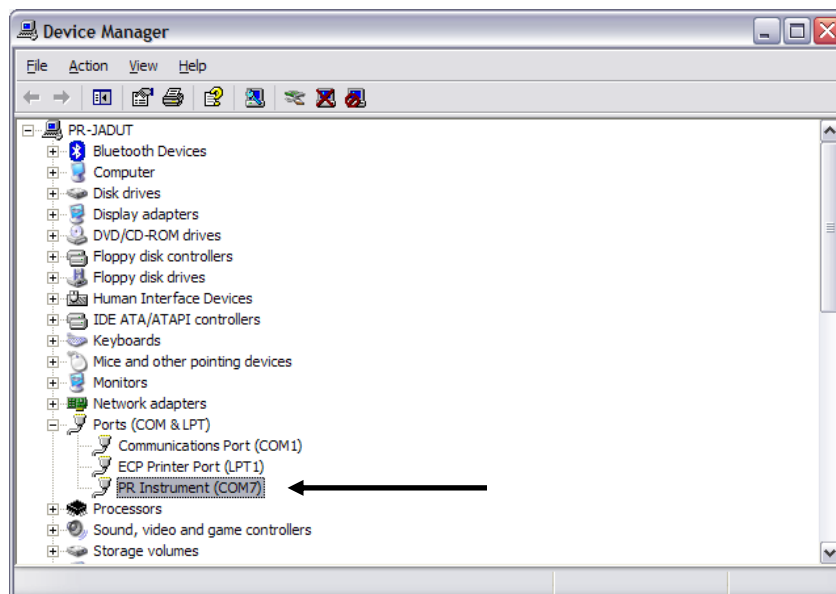 Device Manager
File Action View Help
PR-JADUT
Bluetooth Devices
Computer
Disk drives
Display adapters
DVD/CD-ROM drives
Floppy disk controllers
Floppy disk drives
Human Interface Devices
IDE ATA/ATAPI controllers
Keyboards
Mice and other pointing devices
Monitors
Network adapters
Ports (COM & LPT)
Communications Port (COM1)
ECP Printer Port (LPT1)
PR Instrument (COM7)
Processors
Sound, video and game controllers
Storage volumes